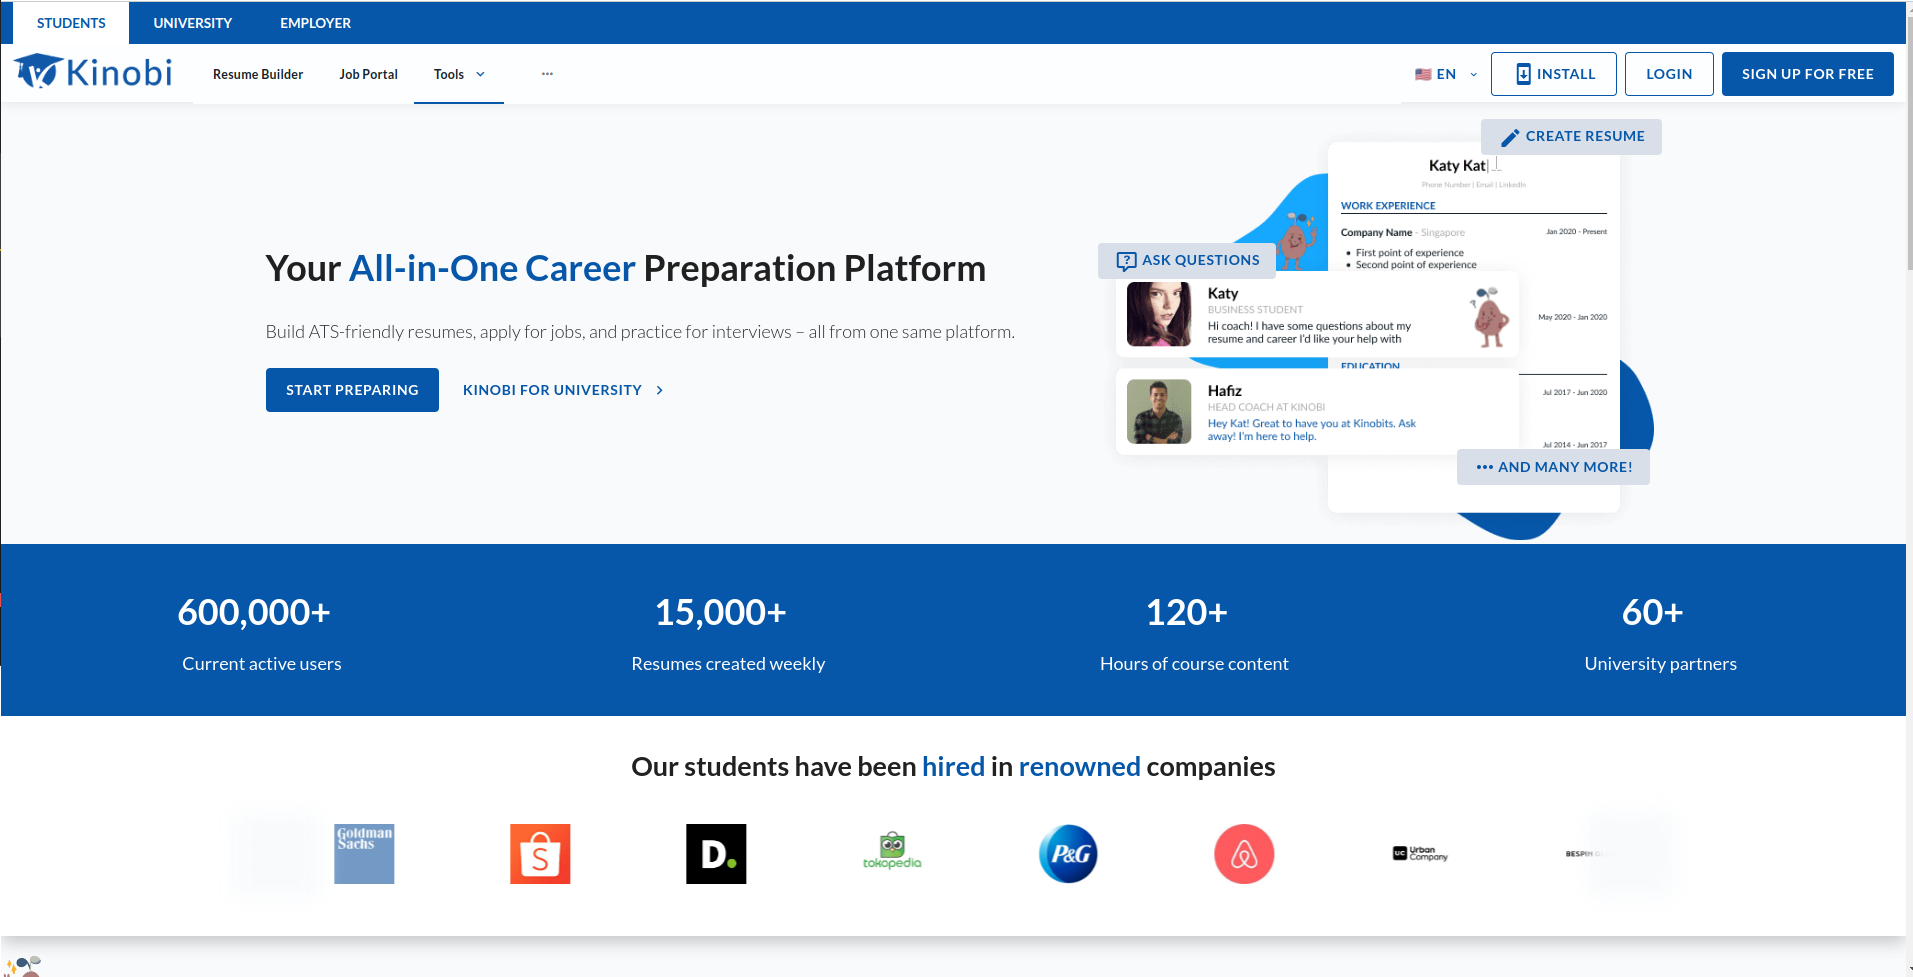 STUDENTS UNIVERSITY EMPLOYER
Kinobi Resume Builder Job Portal Tools ··· EN INSTALL LOGIN SIGN UP FOR FREE
Your All-in-One Career Preparation Platform
Build ATS-friendly resumes, apply for jobs, and practice for interviews – all from one same platform.
START PREPARING KINOBI FOR UNIVERSITY
CREATE RESUME
Katy Kat
Phone Number | Email | LinkedIn
WORK EXPERIENCE
Company Name - Singapore Jan 2020 - Present
• First point of experience
• Second point of experience
ASK QUESTIONS
Katy
BUSINESS STUDENT
Hi coach! I have some questions about my
resume and career I'd like your help with
May 2020 - Jan 2020
EDUCATION
Hafiz
HEAD COACH AT KINOBI
Hey Kat! Great to have you at Kinobits. Ask
away! I'm here to help.
Jul 2017 - Jun 2020
Jul 2014 - Jun 2017
··· AND MANY MORE!
600,000+ 15,000+ 120+ 60+
Current active users Resumes created weekly Hours of course content University partners
Our students have been hired in renowned companies
Goldman
Sachs
S
D.
tokopedia
P&G
UC Urban
Company
BESPIN